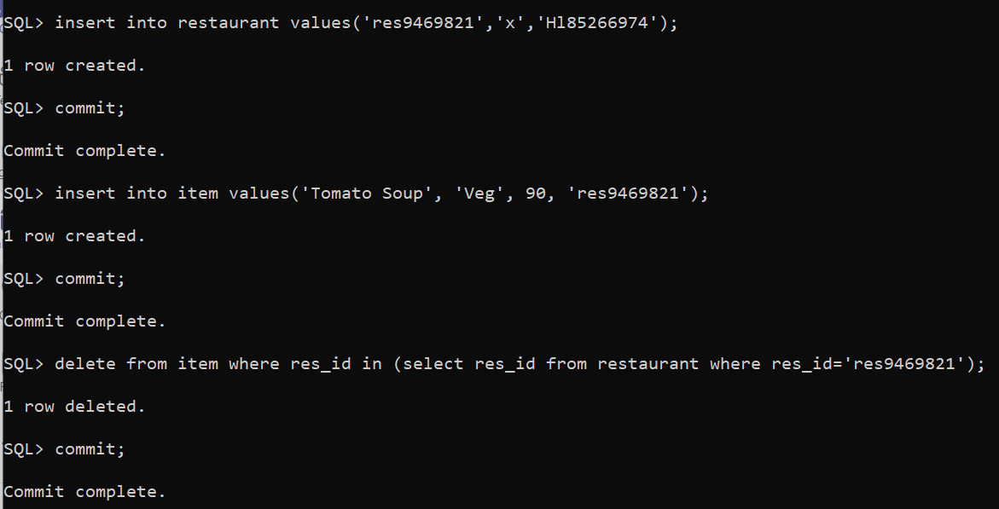 SQL> insert into restaurant values('res9469821','x','Hl85266974');
1 row created.
SQL> commit;
Commit complete.
SQL> insert into item values('Tomato Soup', 'Veg', 90, 'res9469821');
1 row created.
SQL> commit;
Commit complete.
SQL> delete from item where res_id in (select res_id from restaurant where res_id='res9469821');
1 row deleted.
SQL> commit;
Commit complete.